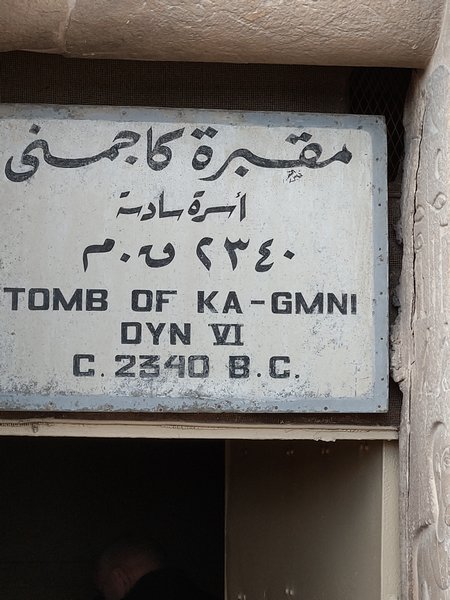 مقبرة كاجمنى
أسرة سادسة
٢٣٤٠ ق.م
TOMB OF KA-GMNI
DYN VI
C. 2340 B.C.